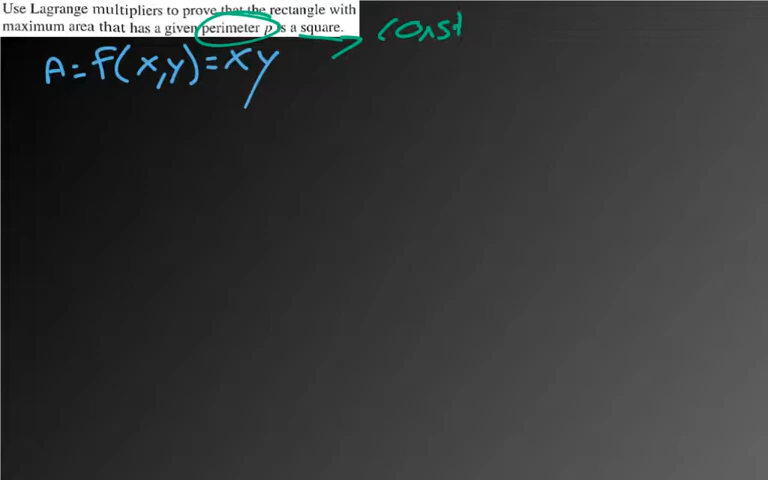 Use Lagrange multipliers to prove that the rectangle with
maximum area that has a given perimeter p is a square.
const
A = f(x,y) = xy